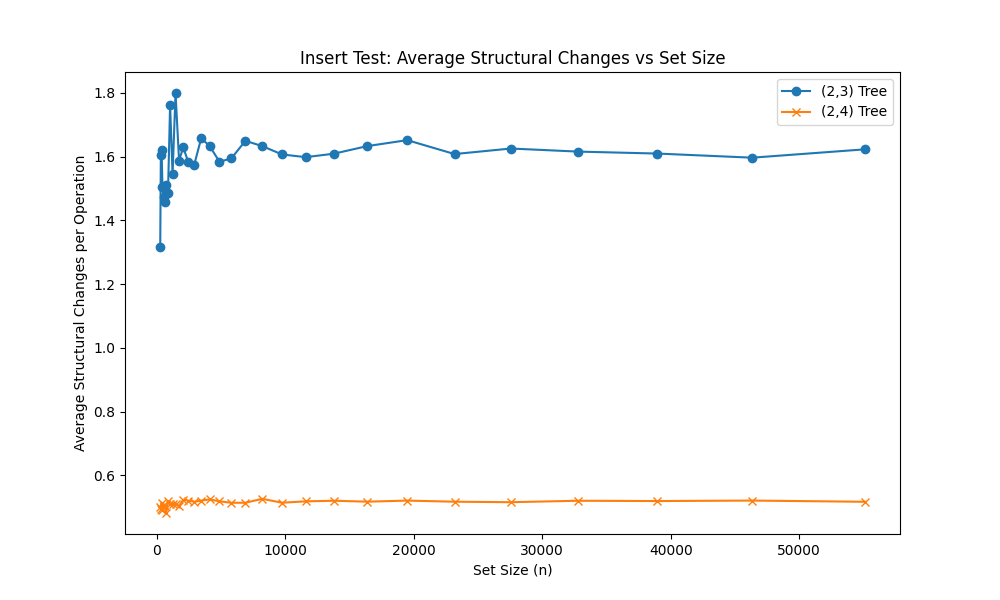 Insert Test: Average Structural Changes vs Set Size
(2,3) Tree
(2,4) Tree
Average Structural Changes per Operation
1.8
1.6
1.4
1.2
1.0
0.8
0.6
0
10000
20000
30000
40000
50000
Set Size (n)